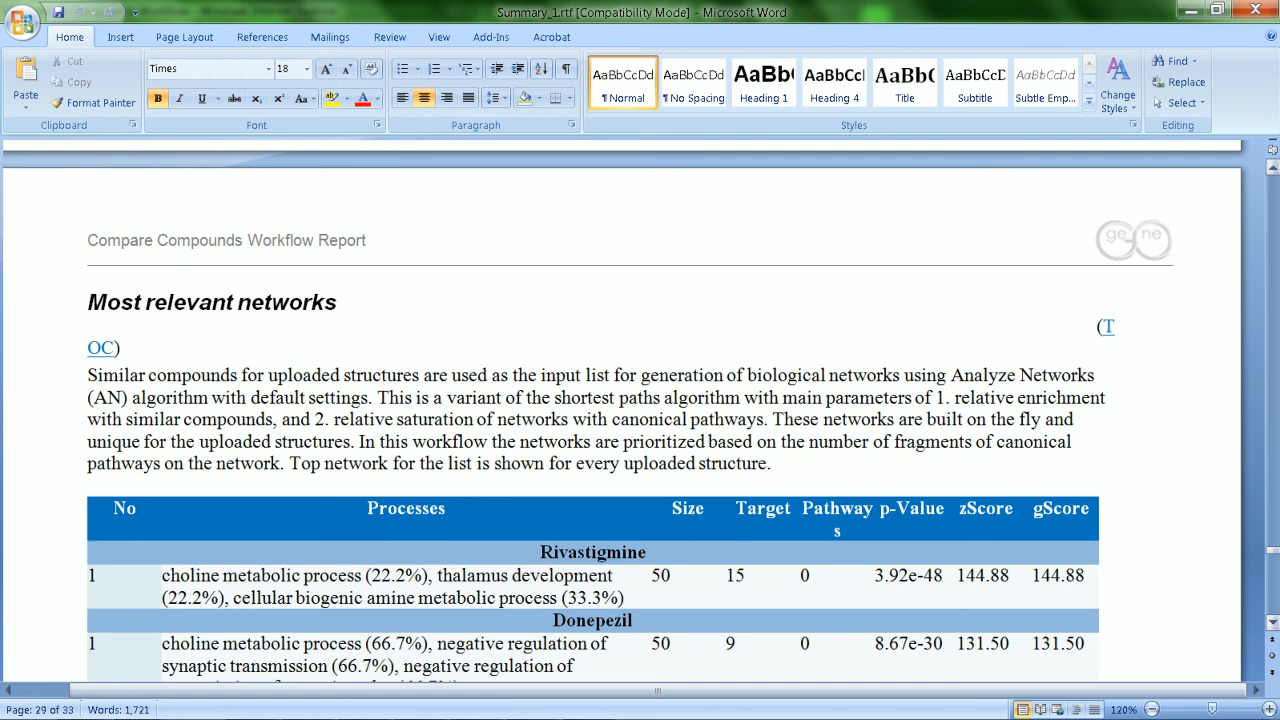 Summary_1.rtf [Compatibility Mode] - Microsoft Word
Home Insert Page Layout References Mailings Review View Add-Ins Acrobat
Paste
Cut
Copy
Format Painter
Clipboard
Times 18
Font
Paragraph
AaBbCcDd AaBbCcDd AaBb( AaBbCcI AaBb( AaBbCcD AaBbCcDd
¶ Normal ¶ No Spacing Heading 1 Heading 4 Title Subtitle Subtle Emp...
Change
Styles
Styles
Find
Replace
Select
Editing
Compare Compounds Workflow Report
ge ne
Most relevant networks
(T
OC)
Similar compounds for uploaded structures are used as the input list for generation of biological networks using Analyze Networks
(AN) algorithm with default settings. This is a variant of the shortest paths algorithm with main parameters of 1. relative enrichment
with similar compounds, and 2. relative saturation of networks with canonical pathways. These networks are built on the fly and
unique for the uploaded structures. In this workflow the networks are prioritized based on the number of fragments of canonical
pathways on the network. Top network for the list is shown for every uploaded structure.
No Processes Size Target Pathway p-Value zScore gScore
s
Rivastigmine
1 choline metabolic process (22.2%), thalamus development 50 15 0 3.92e-48 144.88 144.88
(22.2%), cellular biogenic amine metabolic process (33.3%)
Donepezil
1 choline metabolic process (66.7%), negative regulation of 50 9 0 8.67e-30 131.50 131.50
synaptic transmission (66.7%), negative regulation of
Page: 29 of 33 Words: 1,721 120%